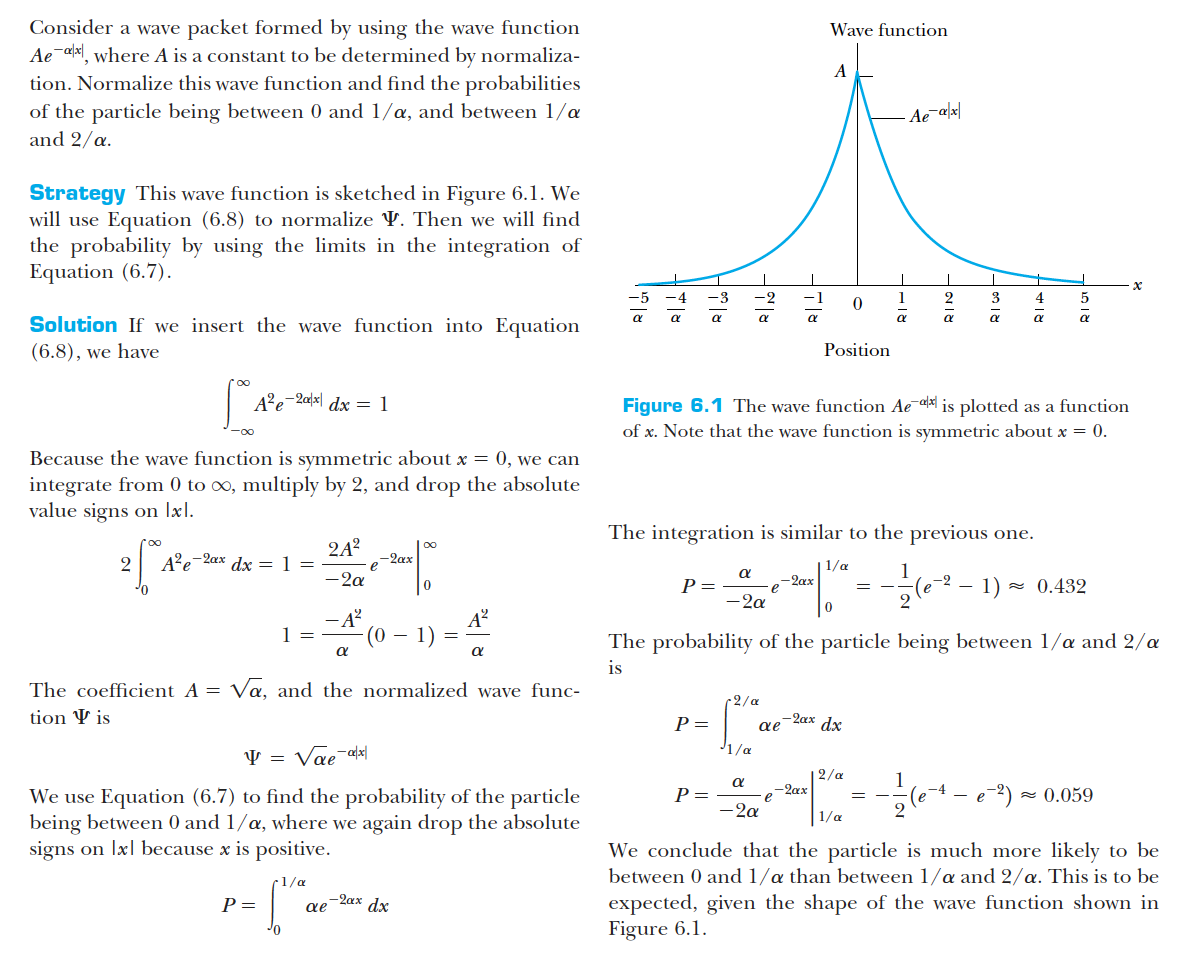 Consider a wave packet formed by using the wave function
Ae^−α|x|, where A is a constant to be determined by normaliza-
tion. Normalize this wave function and find the probabilities
of the particle being between 0 and 1/α, and between 1/α
and 2/α.
Strategy This wave function is sketched in Figure 6.1. We
will use Equation (6.8) to normalize Ψ. Then we will find
the probability by using the limits in the integration of
Equation (6.7).
Solution If we insert the wave function into Equation
(6.8), we have
∫_−∞^∞ A²e^−2α|x| dx = 1
Because the wave function is symmetric about x = 0, we can
integrate from 0 to ∞, multiply by 2, and drop the absolute
value signs on |x|.
2∫_0^∞ A²e^−2αx dx = 1 = 2A²/−2α e^−2αx |_0^∞
1 = −A²/α (0 − 1) = A²/α
The coefficient A = √α, and the normalized wave func-
tion Ψ is
Ψ = √α e^−α|x|
We use Equation (6.7) to find the probability of the particle
being between 0 and 1/α, where we again drop the absolute
signs on |x| because x is positive.
P = ∫_0^1/α αe^−2αx dx
Wave function
A
Ae^−α|x|
−5/α −4/α −3/α −2/α −1/α 0 1/α 2/α 3/α 4/α 5/α x
Position
Figure 6.1 The wave function Ae^−α|x| is plotted as a function
of x. Note that the wave function is symmetric about x = 0.
The integration is similar to the previous one.
P = α/−2α e^−2αx |_0^1/α = −1/2(e^−2 − 1) ≈ 0.432
The probability of the particle being between 1/α and 2/α
is
P = ∫_1/α^2/α αe^−2αx dx
P = α/−2α e^−2αx |_1/α^2/α = −1/2(e^−4 − e^−2) ≈ 0.059
We conclude that the particle is much more likely to be
between 0 and 1/α than between 1/α and 2/α. This is to be
expected, given the shape of the wave function shown in
Figure 6.1.